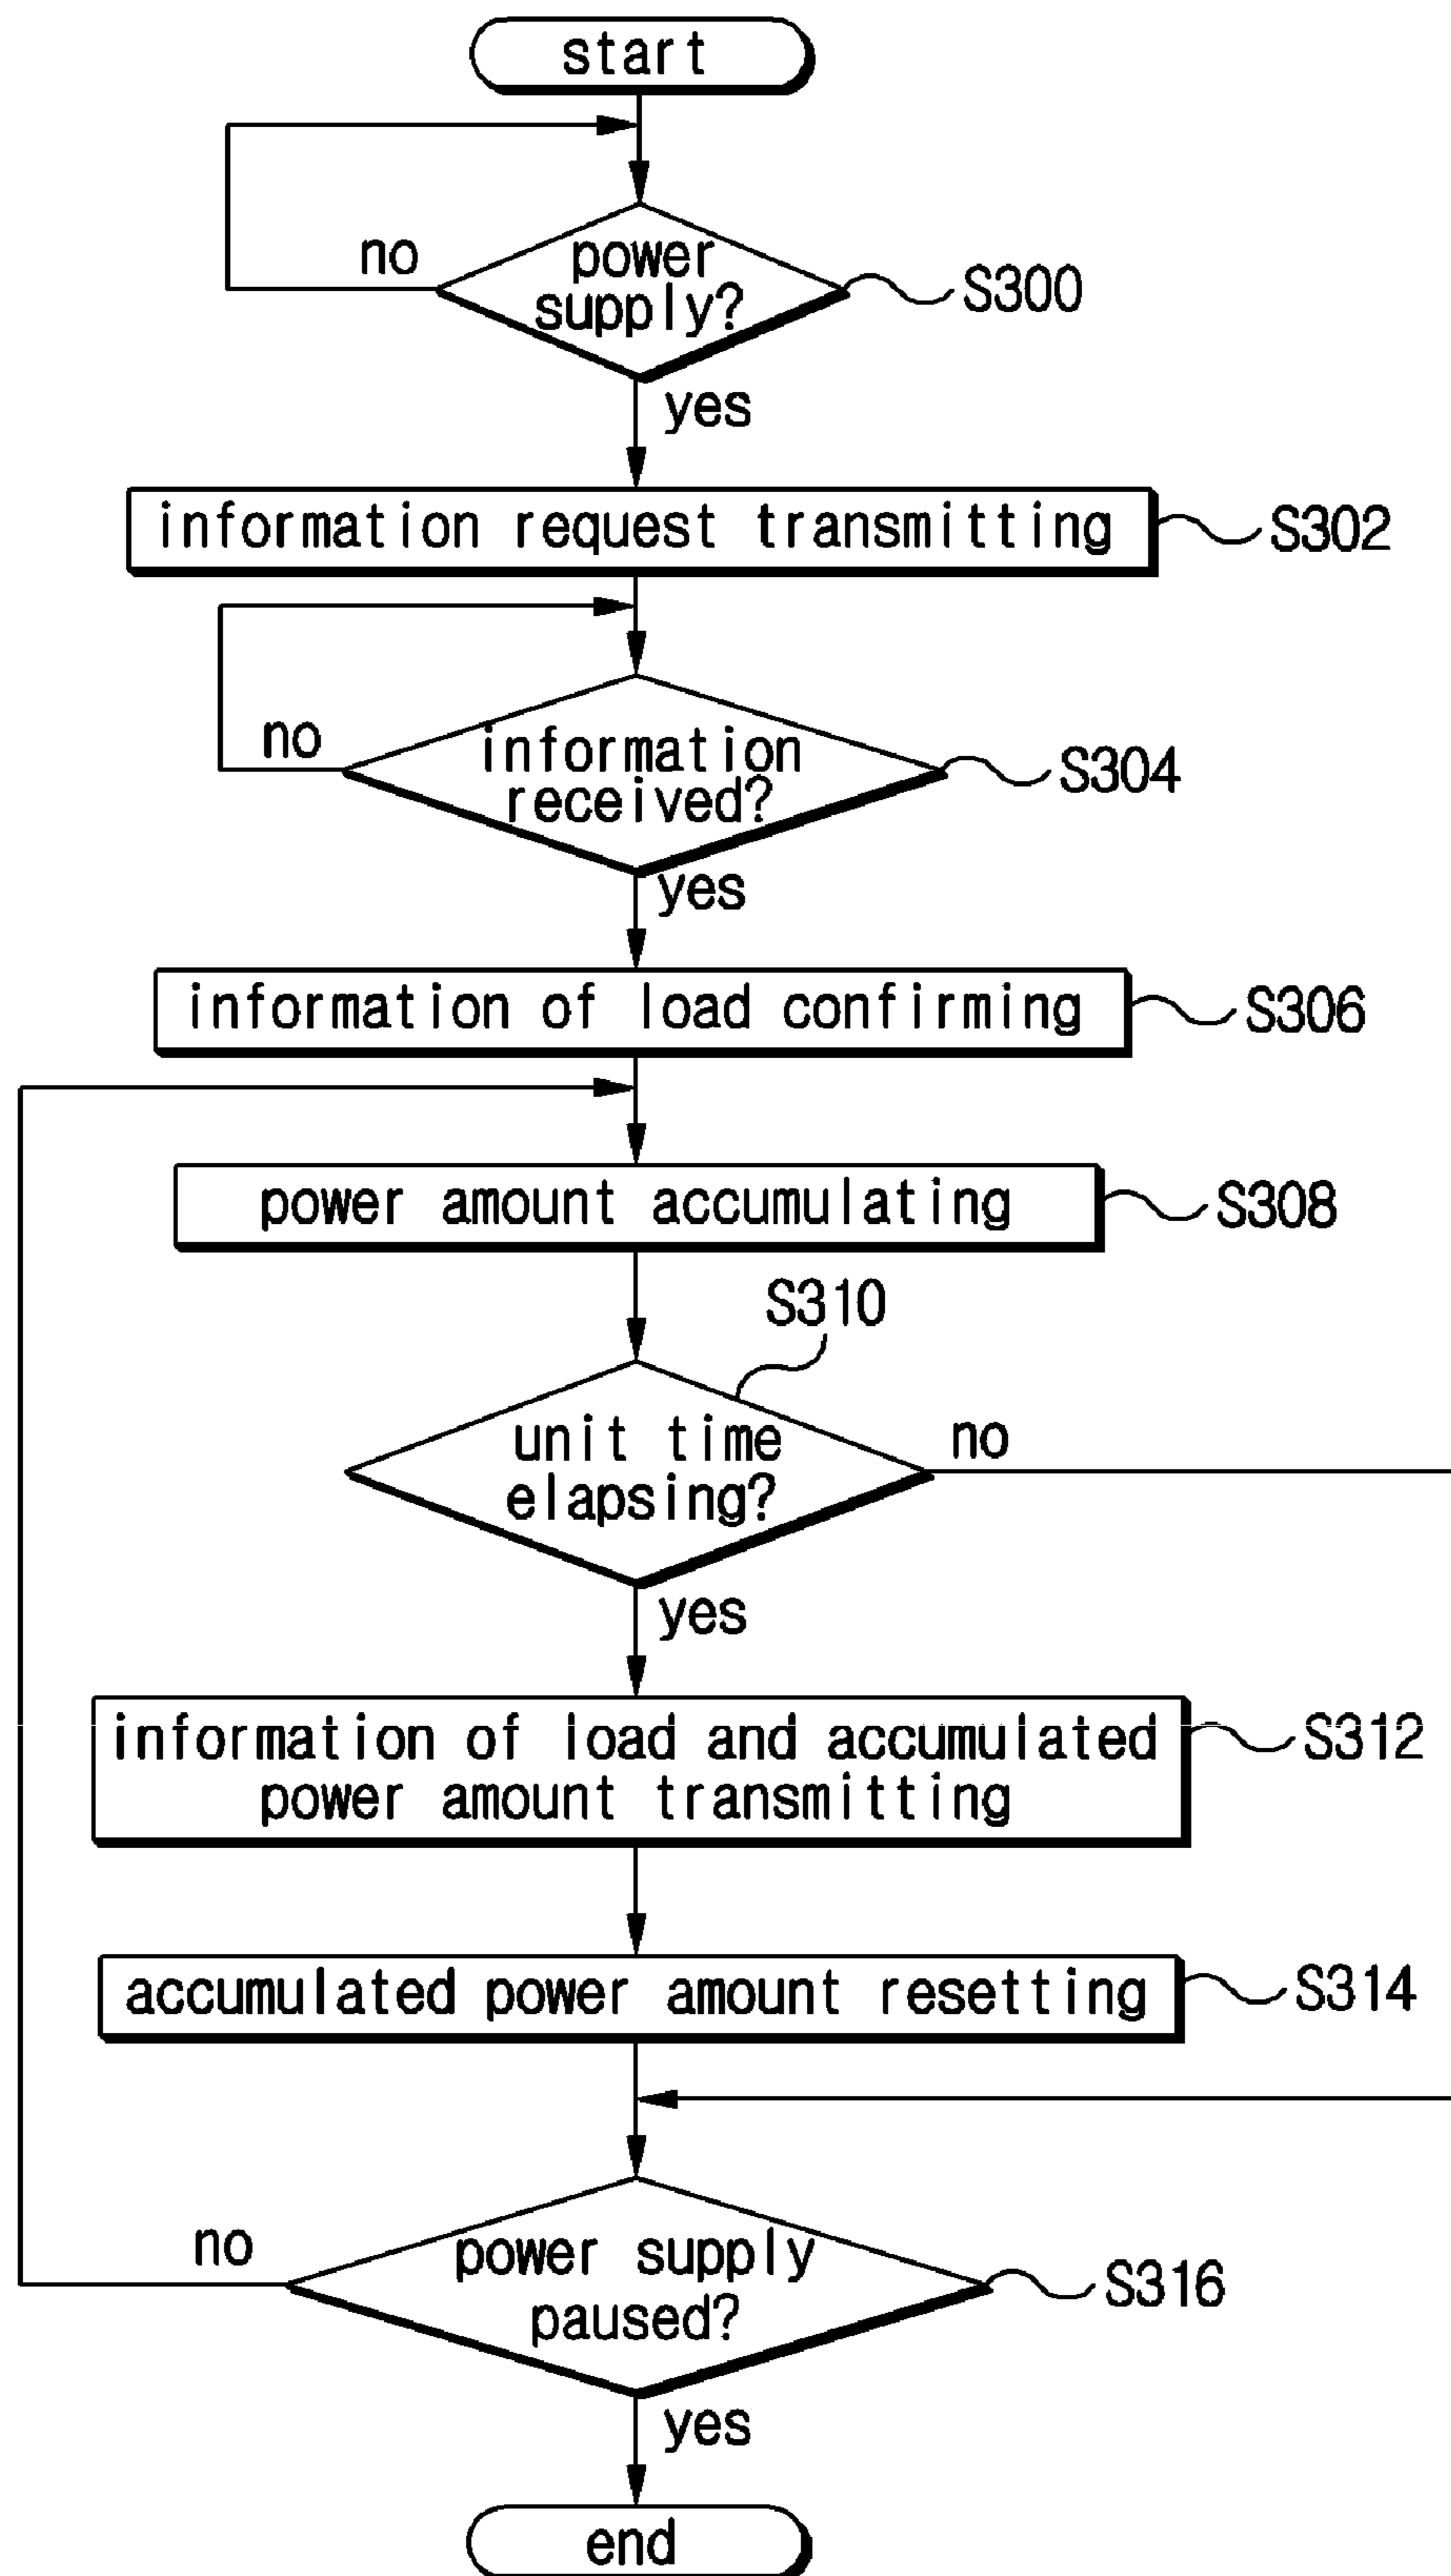 start
no
power
supply?
S300
yes
information request transmitting
S302
no
information
received?
S304
yes
information of load confirming
S306
power amount accumulating
S308
S310
unit time
elapsing?
no
yes
information of load and accumulated
power amount transmitting
S312
accumulated power amount resetting
S314
no
power supply
paused?
S316
yes
end